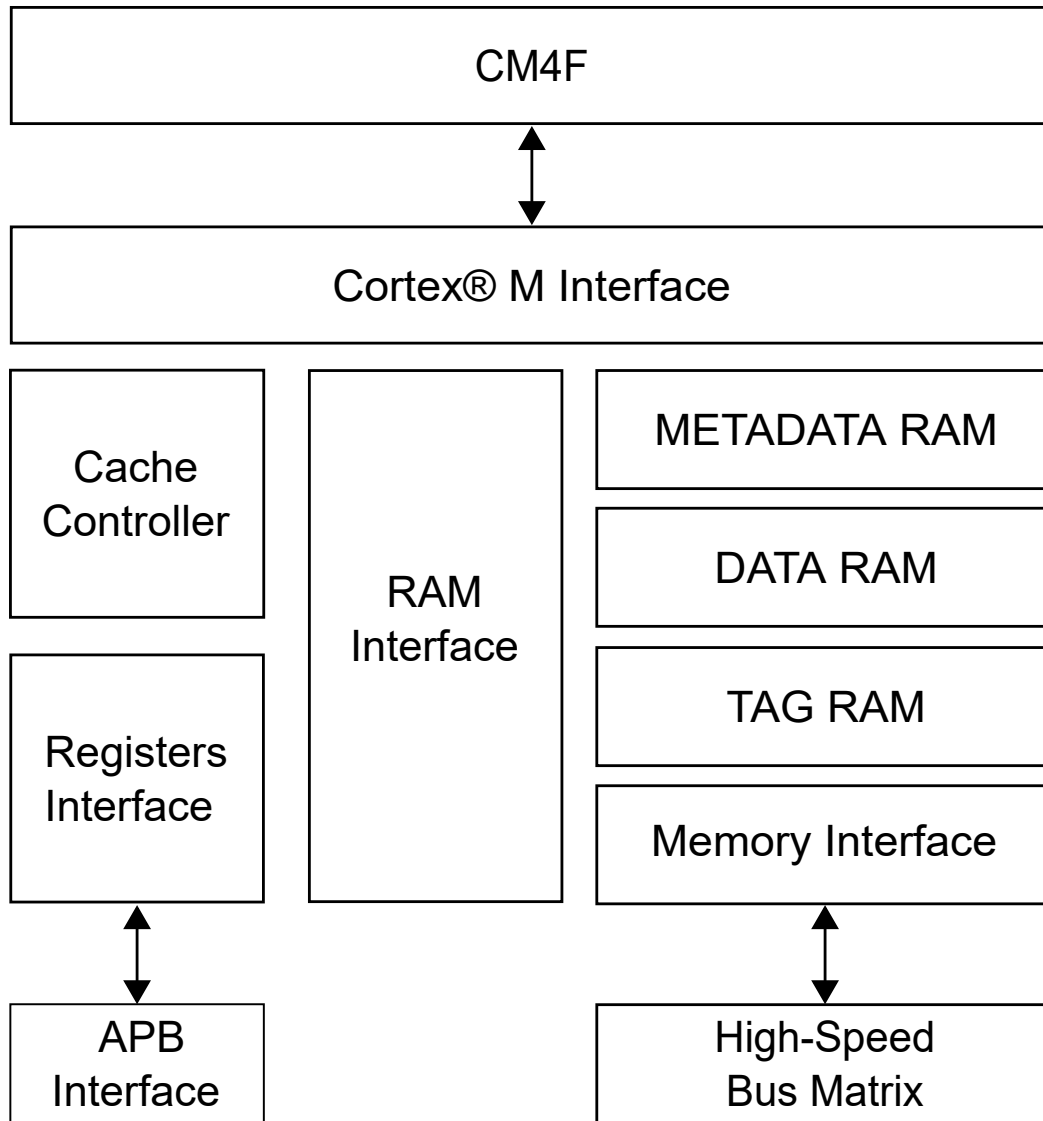 CM4F
Cortex® M Interface
Cache
Controller
RAM
Interface
METADATA RAM
DATA RAM
TAG RAM
Registers
Interface
Memory Interface
APB
Interface
High-Speed
Bus Matrix